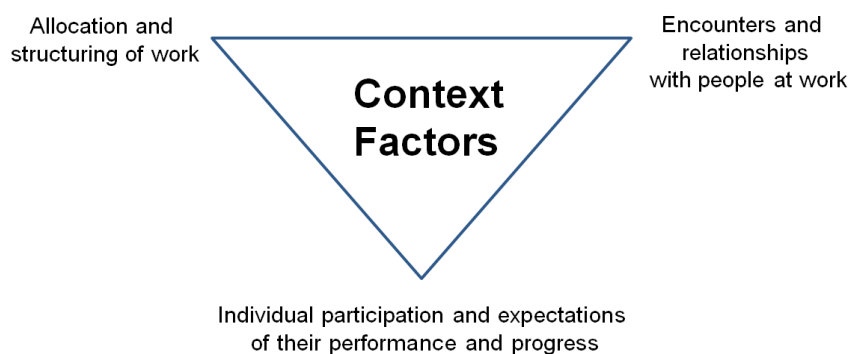 Allocation and
structuring of work
Encounters and
relationships
with people at work
Context
Factors
Individual participation and expectations
of their performance and progress